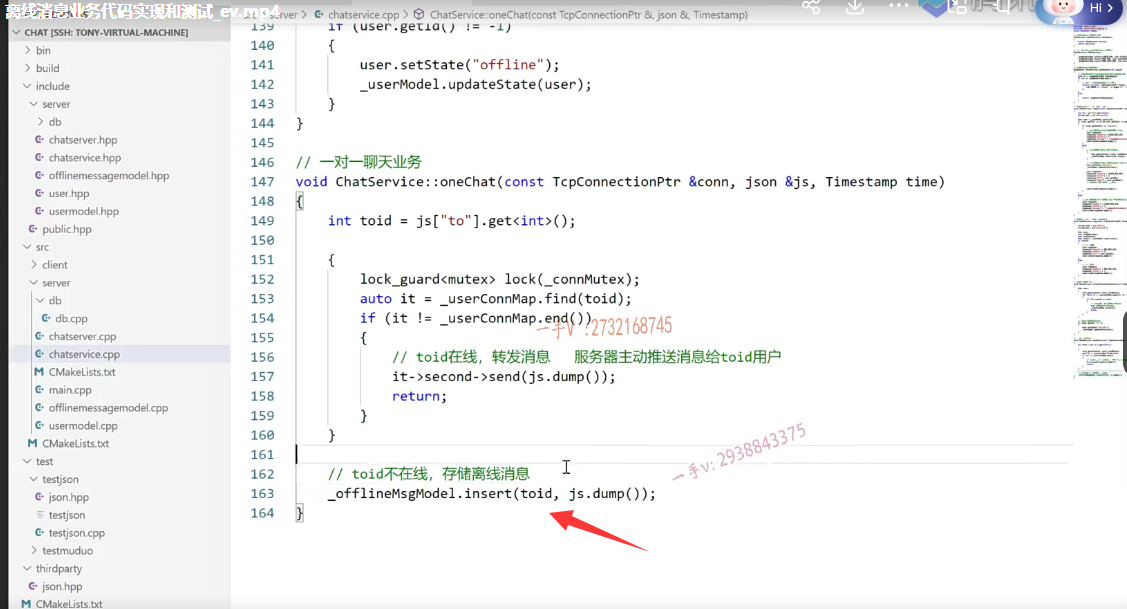 离线消息业务代码实现和测试_ev.mp4
server > chatservice.cpp > ChatService::oneChat(const TcpConnectionPtr &, json &, Timestamp)
Hi >
CHAT [SSH: TONY-VIRTUAL-MACHINE]
bin
build
include
server
db
chatserver.hpp
chatservice.hpp
offlinemessagemodel.hpp
user.hpp
usermodel.hpp
public.hpp
src
client
server
db
db.cpp
chatserver.cpp
chatservice.cpp
CMakeLists.txt
main.cpp
offlinemessagemodel.cpp
usermodel.cpp
CMakeLists.txt
test
testjson
json.hpp
testjson
testjson.cpp
testmuduo
thirdparty
json.hpp
CMakeLists.txt
139 if (user.getId() != -1)
140 {
141 user.setState("offline");
142 _userModel.updateState(user);
143 }
144 }
145
146 // 一对一聊天业务
147 void ChatService::oneChat(const TcpConnectionPtr &conn, json &js, Timestamp time)
148 {
149 int toid = js["to"].get<int>();
150
151 {
152 lock_guard<mutex> lock(_connMutex);
153 auto it = _userConnMap.find(toid);
154 if (it != _userConnMap.end())
155 {
156 // toid在线，转发消息 服务器主动推送消息给toid用户
157 it->second->send(js.dump());
158 return;
159 }
160 }
161
162 // toid不在线，存储离线消息
163 _offlineMsgModel.insert(toid, js.dump());
164 }
一手V :2732168745
一手v: 2938843375